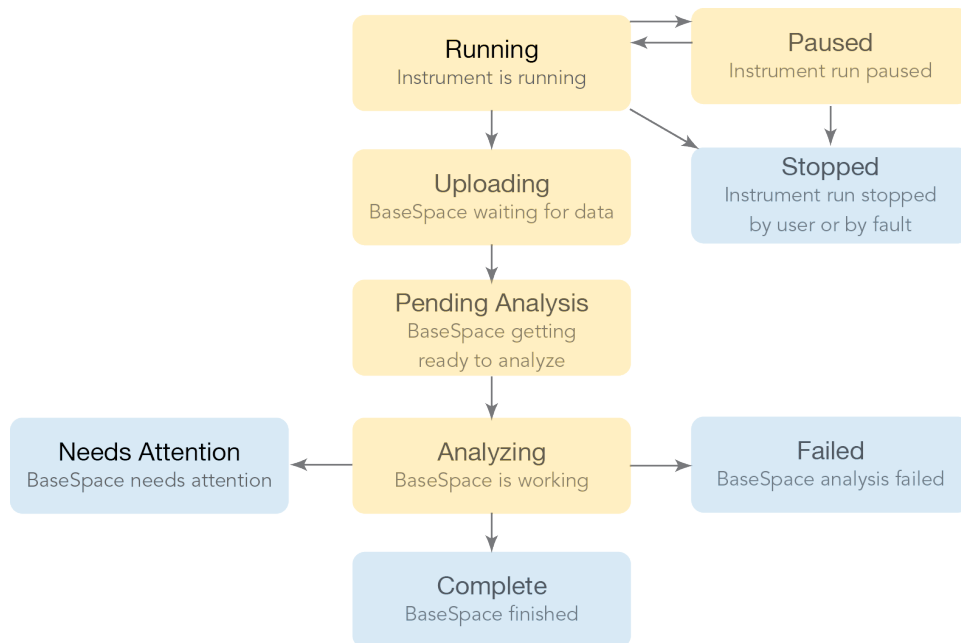 Running
Instrument is running
Paused
Instrument run paused
Uploading
BaseSpace waiting for data
Stopped
Instrument run stopped
by user or by fault
Pending Analysis
BaseSpace getting
ready to analyze
Needs Attention
BaseSpace needs attention
Analyzing
BaseSpace is working
Failed
BaseSpace analysis failed
Complete
BaseSpace finished